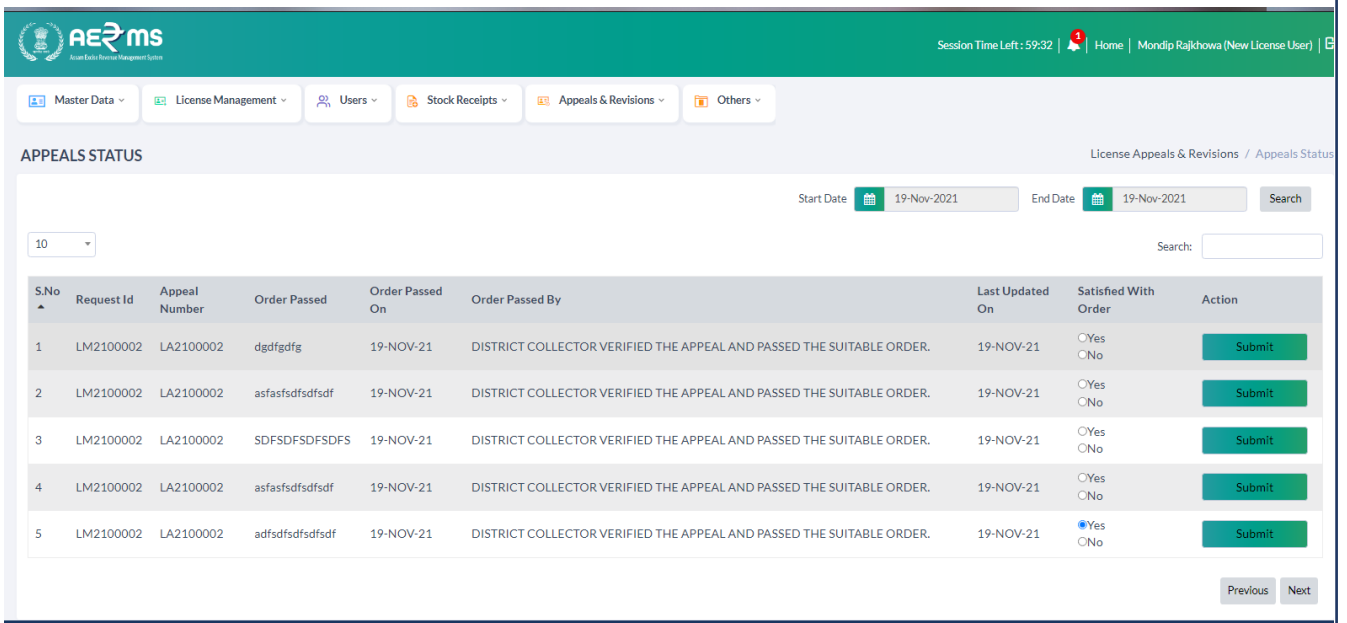 AERMS
Assam Excise Revenue Management System
Session Time Left : 59:32 | 1 | Home | Mondip Rajkhowa (New License User) |
Master Data License Management Users Stock Receipts Appeals & Revisions Others
APPEALS STATUS License Appeals & Revisions / Appeals Status
Start Date 19-Nov-2021 End Date 19-Nov-2021 Search
10 Search:
S.No Request Id Appeal Number Order Passed Order Passed On Order Passed By Last Updated On Satisfied With Order Action
1 LM2100002 LA2100002 dgdfgdfg 19-NOV-21 DISTRICT COLLECTOR VERIFIED THE APPEAL AND PASSED THE SUITABLE ORDER. 19-NOV-21 Yes No Submit
2 LM2100002 LA2100002 asfasfsdfsdfsdf 19-NOV-21 DISTRICT COLLECTOR VERIFIED THE APPEAL AND PASSED THE SUITABLE ORDER. 19-NOV-21 Yes No Submit
3 LM2100002 LA2100002 SDFSDFSDFSDFS 19-NOV-21 DISTRICT COLLECTOR VERIFIED THE APPEAL AND PASSED THE SUITABLE ORDER. 19-NOV-21 Yes No Submit
4 LM2100002 LA2100002 asfasfsdfsdfsdf 19-NOV-21 DISTRICT COLLECTOR VERIFIED THE APPEAL AND PASSED THE SUITABLE ORDER. 19-NOV-21 Yes No Submit
5 LM2100002 LA2100002 adfsdfsdfsdfsdf 19-NOV-21 DISTRICT COLLECTOR VERIFIED THE APPEAL AND PASSED THE SUITABLE ORDER. 19-NOV-21 Yes No Submit
Previous Next